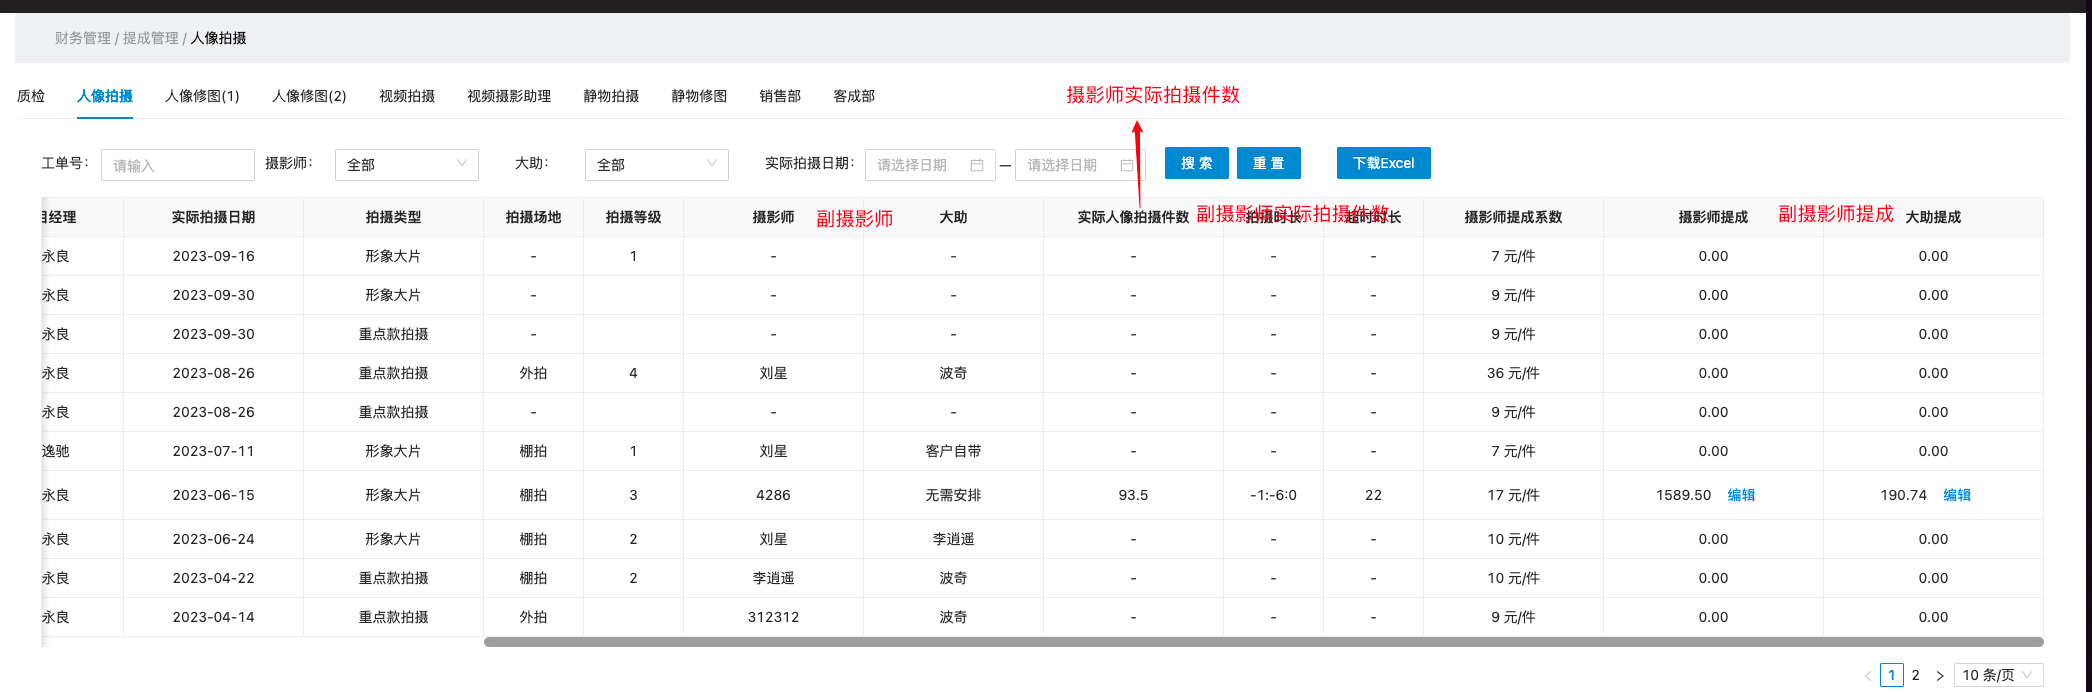 财务管理 / 提成管理 / 人像拍摄
质检 人像拍摄 人像修图(1) 人像修图(2) 视频拍摄 视频摄影助理 静物拍摄 静物修图 销售部 客成部
摄影师实际拍摄件数
工单号： 请输入 摄影师： 全部 大助： 全部 实际拍摄日期： 请选择日期 — 请选择日期 搜 索 重 置 下载Excel
目经理 实际拍摄日期 拍摄类型 拍摄场地 拍摄等级 摄影师 副摄影师 大助 实际人像拍摄件数 副摄影师实际拍摄件数 拍摄时长 超时时长 摄影师提成系数 摄影师提成 副摄影师提成 大助提成
永良 2023-09-16 形象大片 - 1 - - - - - 7 元/件 0.00 0.00
永良 2023-09-30 形象大片 - - - - - - 9 元/件 0.00 0.00
永良 2023-09-30 重点款拍摄 - - - - - - 9 元/件 0.00 0.00
永良 2023-08-26 重点款拍摄 外拍 4 刘星 波奇 - - - 36 元/件 0.00 0.00
永良 2023-08-26 重点款拍摄 - - - - - - 9 元/件 0.00 0.00
逸驰 2023-07-11 形象大片 棚拍 1 刘星 客户自带 - - - 7 元/件 0.00 0.00
永良 2023-06-15 形象大片 棚拍 3 4286 无需安排 93.5 -1:-6:0 22 17 元/件 1589.50 编辑 190.74 编辑
永良 2023-06-24 形象大片 棚拍 2 刘星 李逍遥 - - - 10 元/件 0.00 0.00
永良 2023-04-22 重点款拍摄 棚拍 2 李逍遥 波奇 - - - 10 元/件 0.00 0.00
永良 2023-04-14 重点款拍摄 外拍 312312 波奇 - - - 9 元/件 0.00 0.00
< 1 2 > 10 条/页